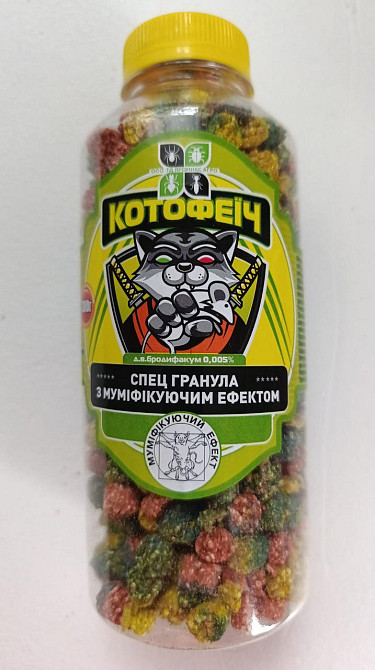 КОТОФЕЇЧ
д.в.Бродифакум 0,005%
СПЕЦ ГРАНУЛА
З МУМІФІКУЮЧИМ ЕФЕКТОМ
МУМІФІКУЮЧИЙ ЕФЕКТ